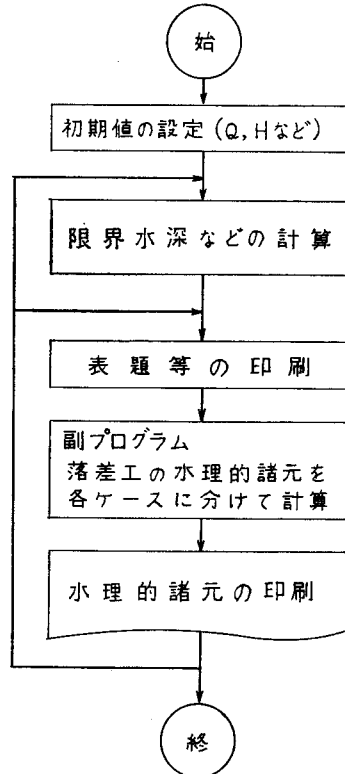 始
初期値の設定(Q,Hなど)
限界水深などの計算
表題等の印刷
副プログラム
落差工の水理的諸元を
各ケースに分けて計算
水理的諸元の印刷
終